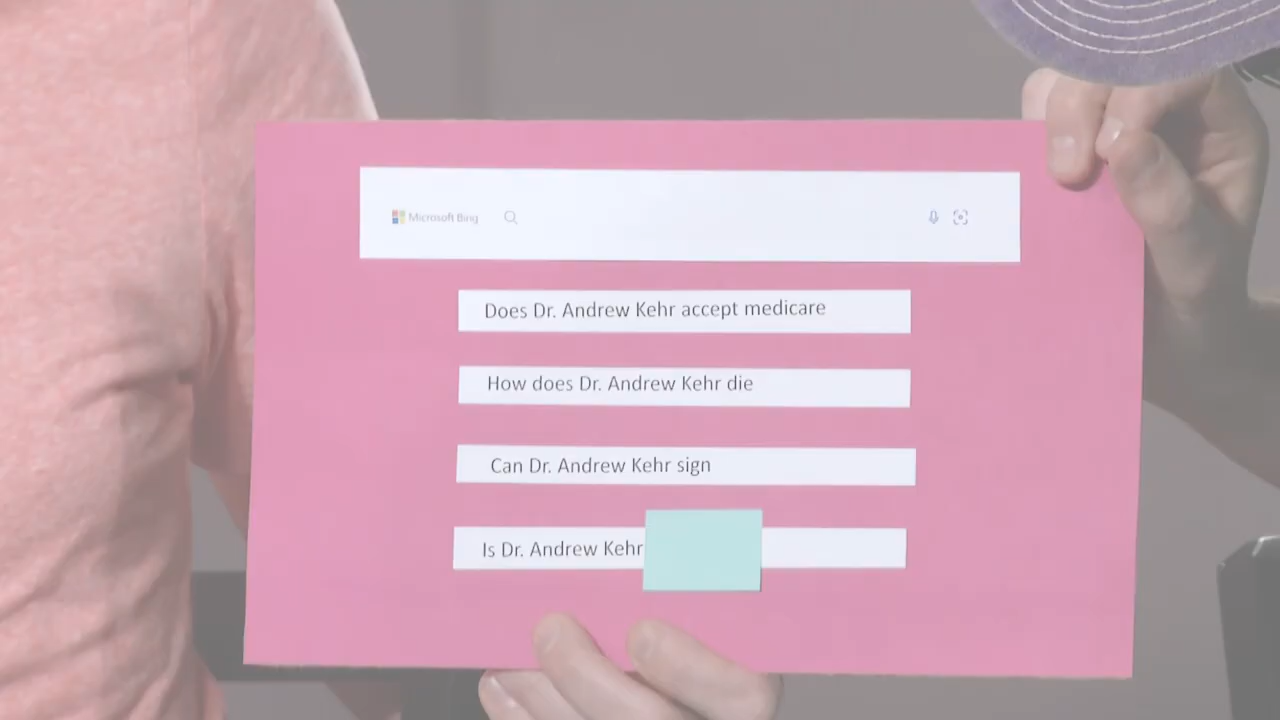 Microsoft Bing
Does Dr. Andrew Kehr accept medicare
How does Dr. Andrew Kehr die
Can Dr. Andrew Kehr sign
Is Dr. Andrew Kehr